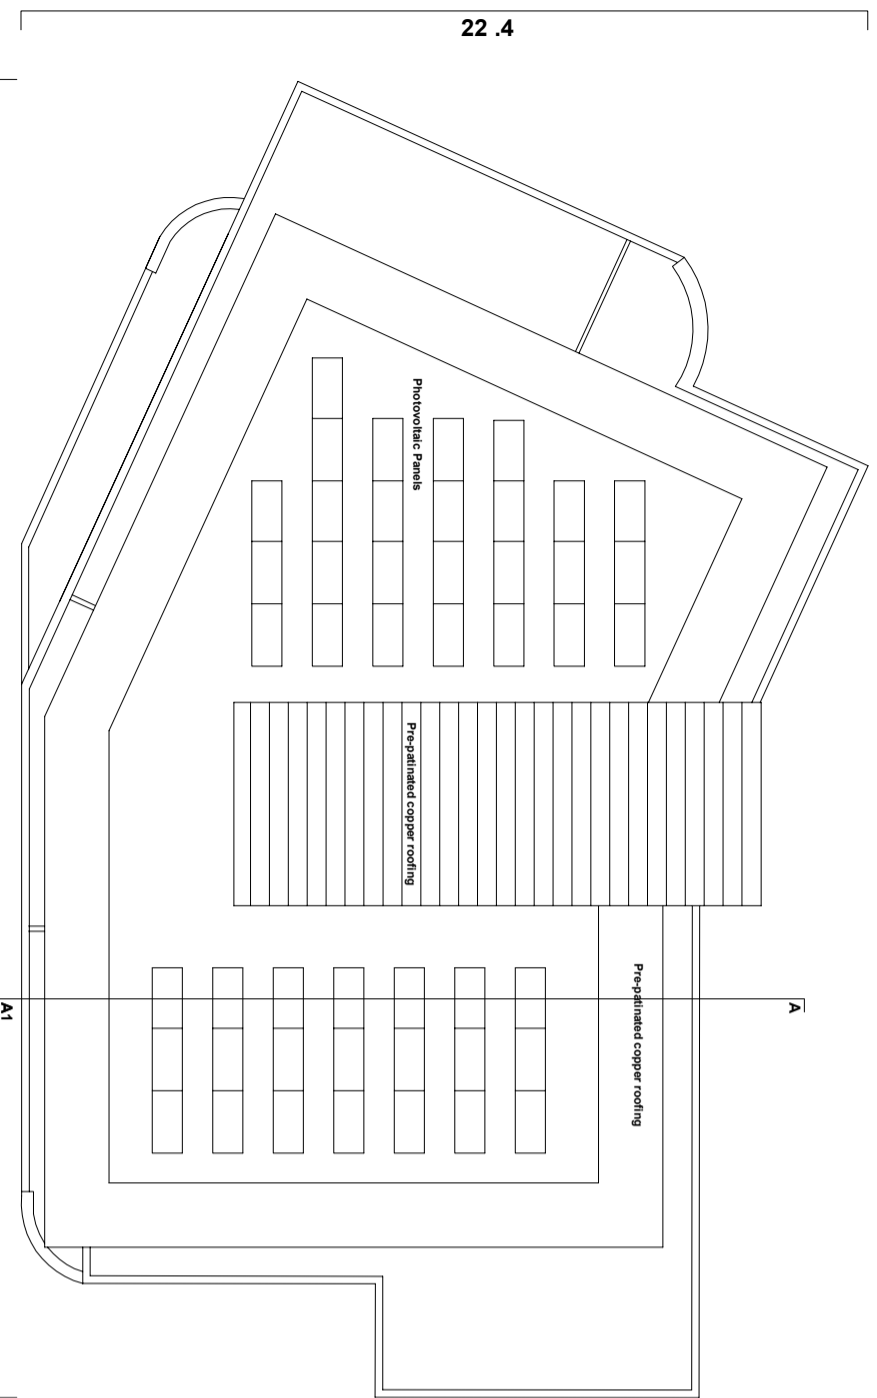 22 .4
Photovoltaic Panels
Pre-patinated copper roofing
Pre-patinated copper roofing
A
A1